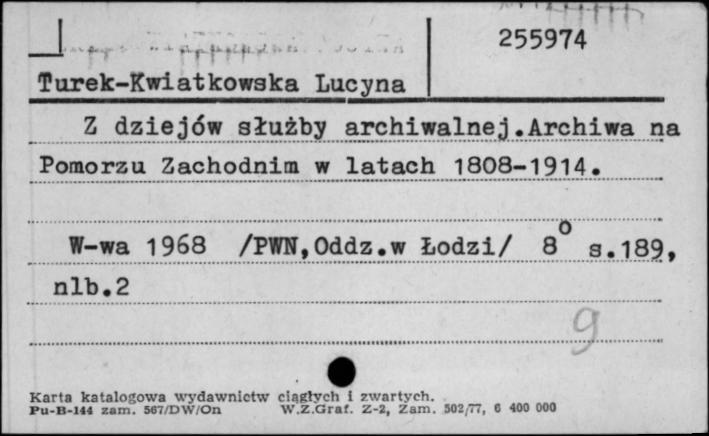 255974
Turek-Kwiatkowska Lucyna
Z dziejów służby archiwalnej.Archiwa na
Pomorzu Zachodnim w latach 1808-1914.
W-wa 1968 /PWN,Oddz.w Łodzi/ 8° s.189,
nlb.2
9
Karta katalogowa wydawnictw ciągłych i zwartych.
Pu-B-144 zam. 567/DW/On W.Z.Graf. Z-2, Zam. 502/77, 6 400 000